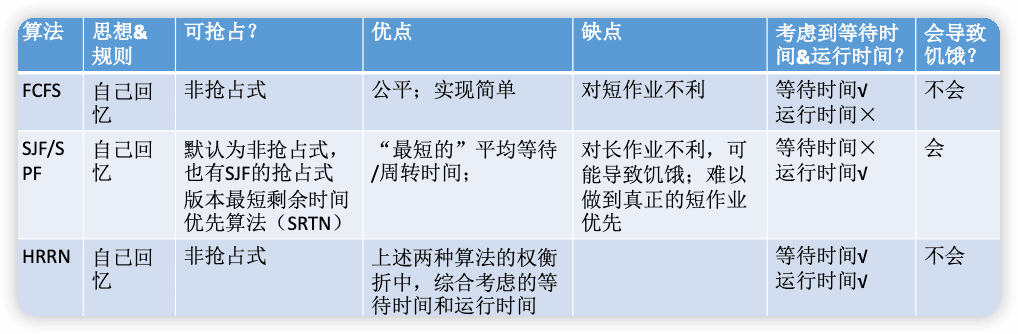 算法 思想& 可抢占? 优点 缺点 考虑到等待时 会导致
规则 间&运行时间? 饥饿?
FCFS 自己回 非抢占式 公平；实现简单 对短作业不利 等待时间√ 不会
忆 运行时间×
SJF/S 自己回 默认为非抢占式， “最短的”平均等待 对长作业不利，可 等待时间× 会
PF 忆 也有SJF的抢占式 /周转时间； 能导致饥饿；难以 运行时间√
版本最短剩余时间 做到真正的短作业
优先算法（SRTN） 优先
HRRN 自己回 非抢占式 上述两种算法的权衡 等待时间√ 不会
忆 折中，综合考虑的等 运行时间√
待时间和运行时间